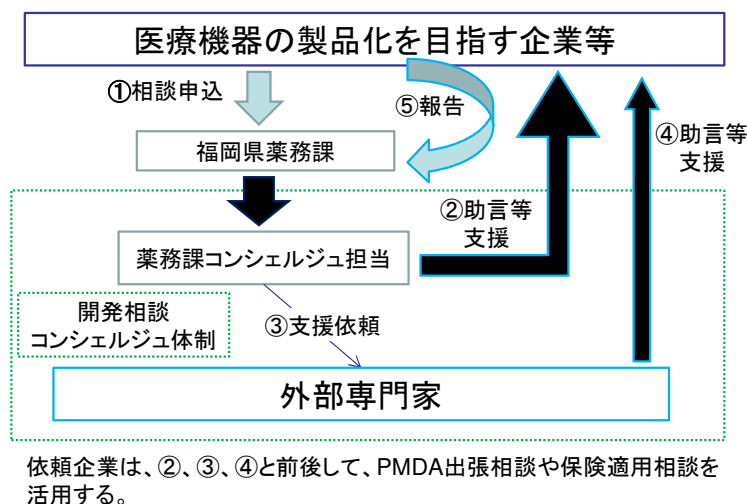 医療機器の製品化を目指す企業等
①相談申込
⑤報告
④助言等
支援
福岡県薬務課
②助言等
支援
薬務課コンシェルジュ担当
開発相談
コンシェルジュ体制
③支援依頼
外部専門家
依頼企業は、②、③、④と前後して、PMDA出張相談や保険適用相談を
活用する。